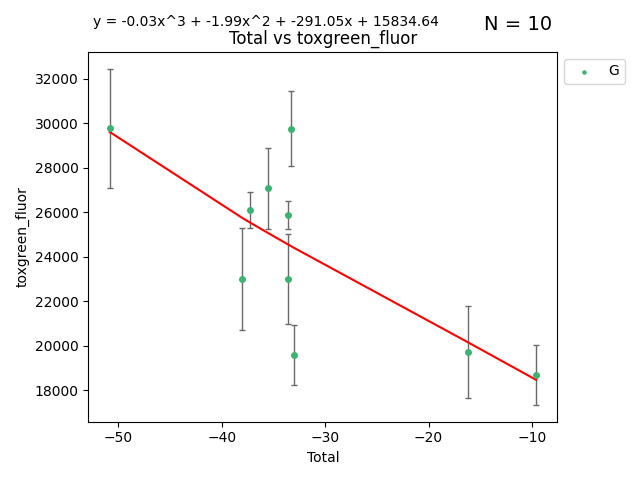 y = -0.03x^3 + -1.99x^2 + -291.05x + 15834.64
N = 10
Total vs toxgreen_fluor
G
32000
30000
28000
26000
24000
22000
20000
18000
toxgreen_fluor
−50
−40
−30
−20
−10
Total